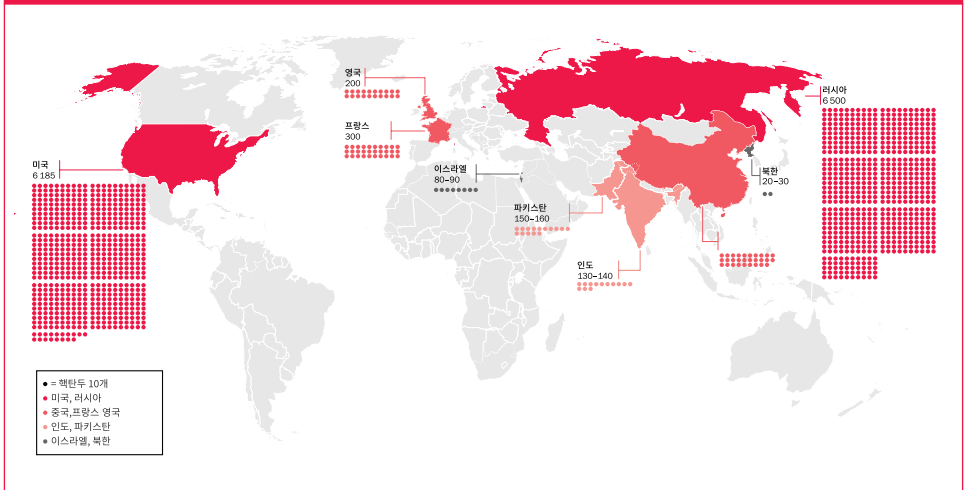 영국
200
프랑스
300
미국
6 185
이스라엘
80–90
파키스탄
150–160
인도
130–140
러시아
6 500
북한
20–30
= 핵탄두 10개
미국, 러시아
중국,프랑스 영국
인도, 파키스탄
이스라엘, 북한